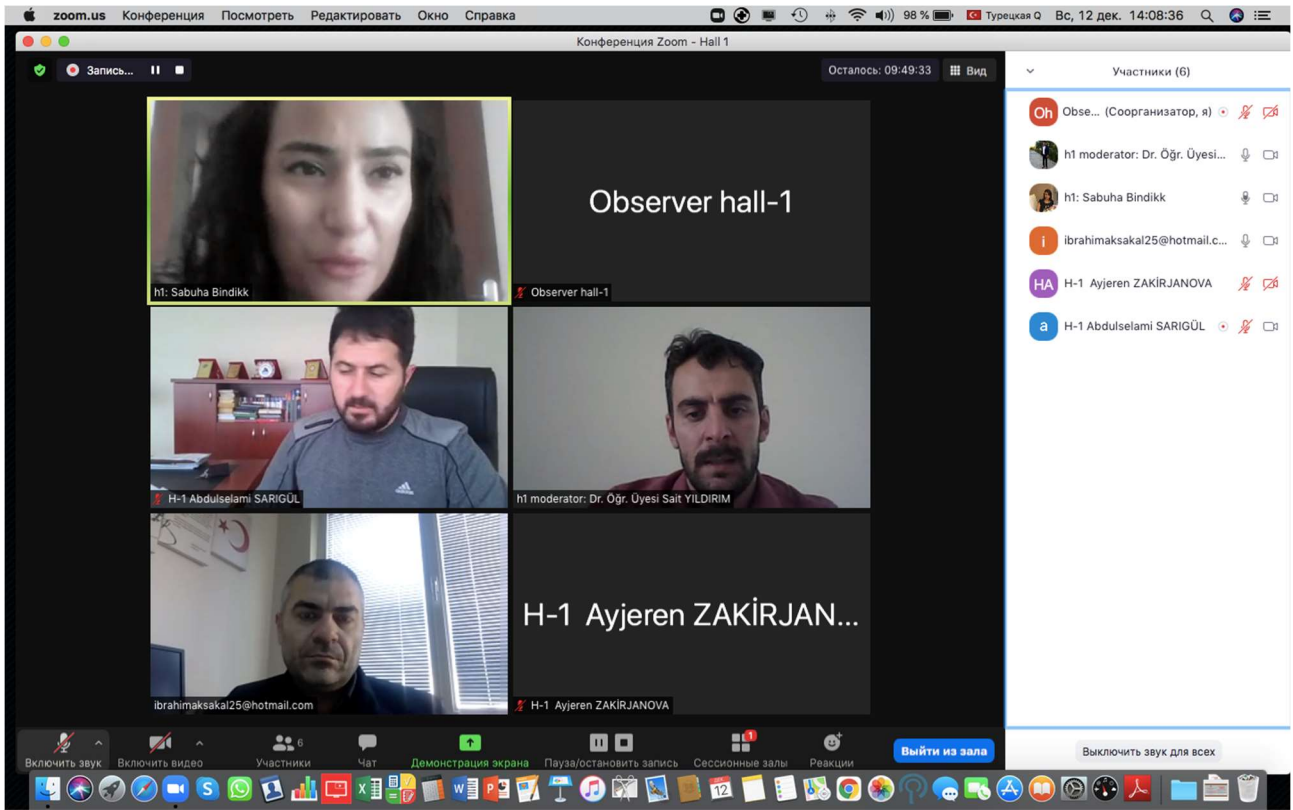 zoom.us Конференция Посмотреть Редактировать Окно Справка 98 % Турецкая Q Вс, 12 дек. 14:08:36
Конференция Zoom - Hall 1
Запись...
Осталось: 09:49:33 Вид
Участники (6)
Oh Obse... (Соорганизатор, я)
h1 moderator: Dr. Öğr. Üyesi...
h1: Sabuha Bindikk
i ibrahimaksakal25@hotmail.c...
HA H-1 Ayjeren ZAKİRJANOVA
a H-1 Abdulselami SARIGÜL
h1: Sabuha Bindikk
Observer hall-1
Observer hall-1
adidas
H-1 Abdulselami SARIGÜL
h1 moderator: Dr. Öğr. Üyesi Sait YILDIRIM
ibrahimaksakal25@hotmail.com
H-1 Ayjeren ZAKİRJAN...
H-1 Ayjeren ZAKİRJANOVA
Включить звук
Включить видео
6
Участники
Чат
Демонстрация экрана
Пауза/остановить запись
1
Сессионные залы
Реакции
Выйти из зала
Выключить звук для всех
12